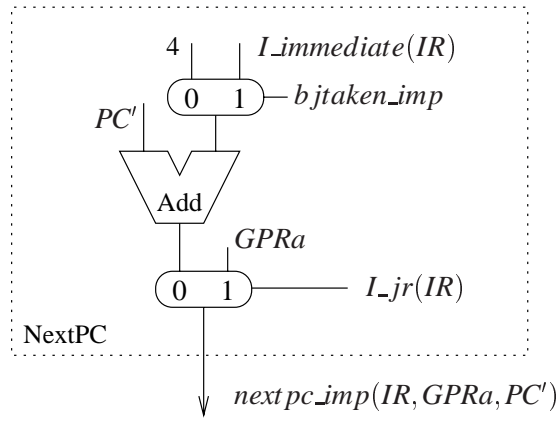 4 I_immediate(IR)
0 1 bjtaken_imp
PC′
Add
GPRa
0 1 I_jr(IR)
NextPC
nextpc_imp(IR,GPRa,PC′)